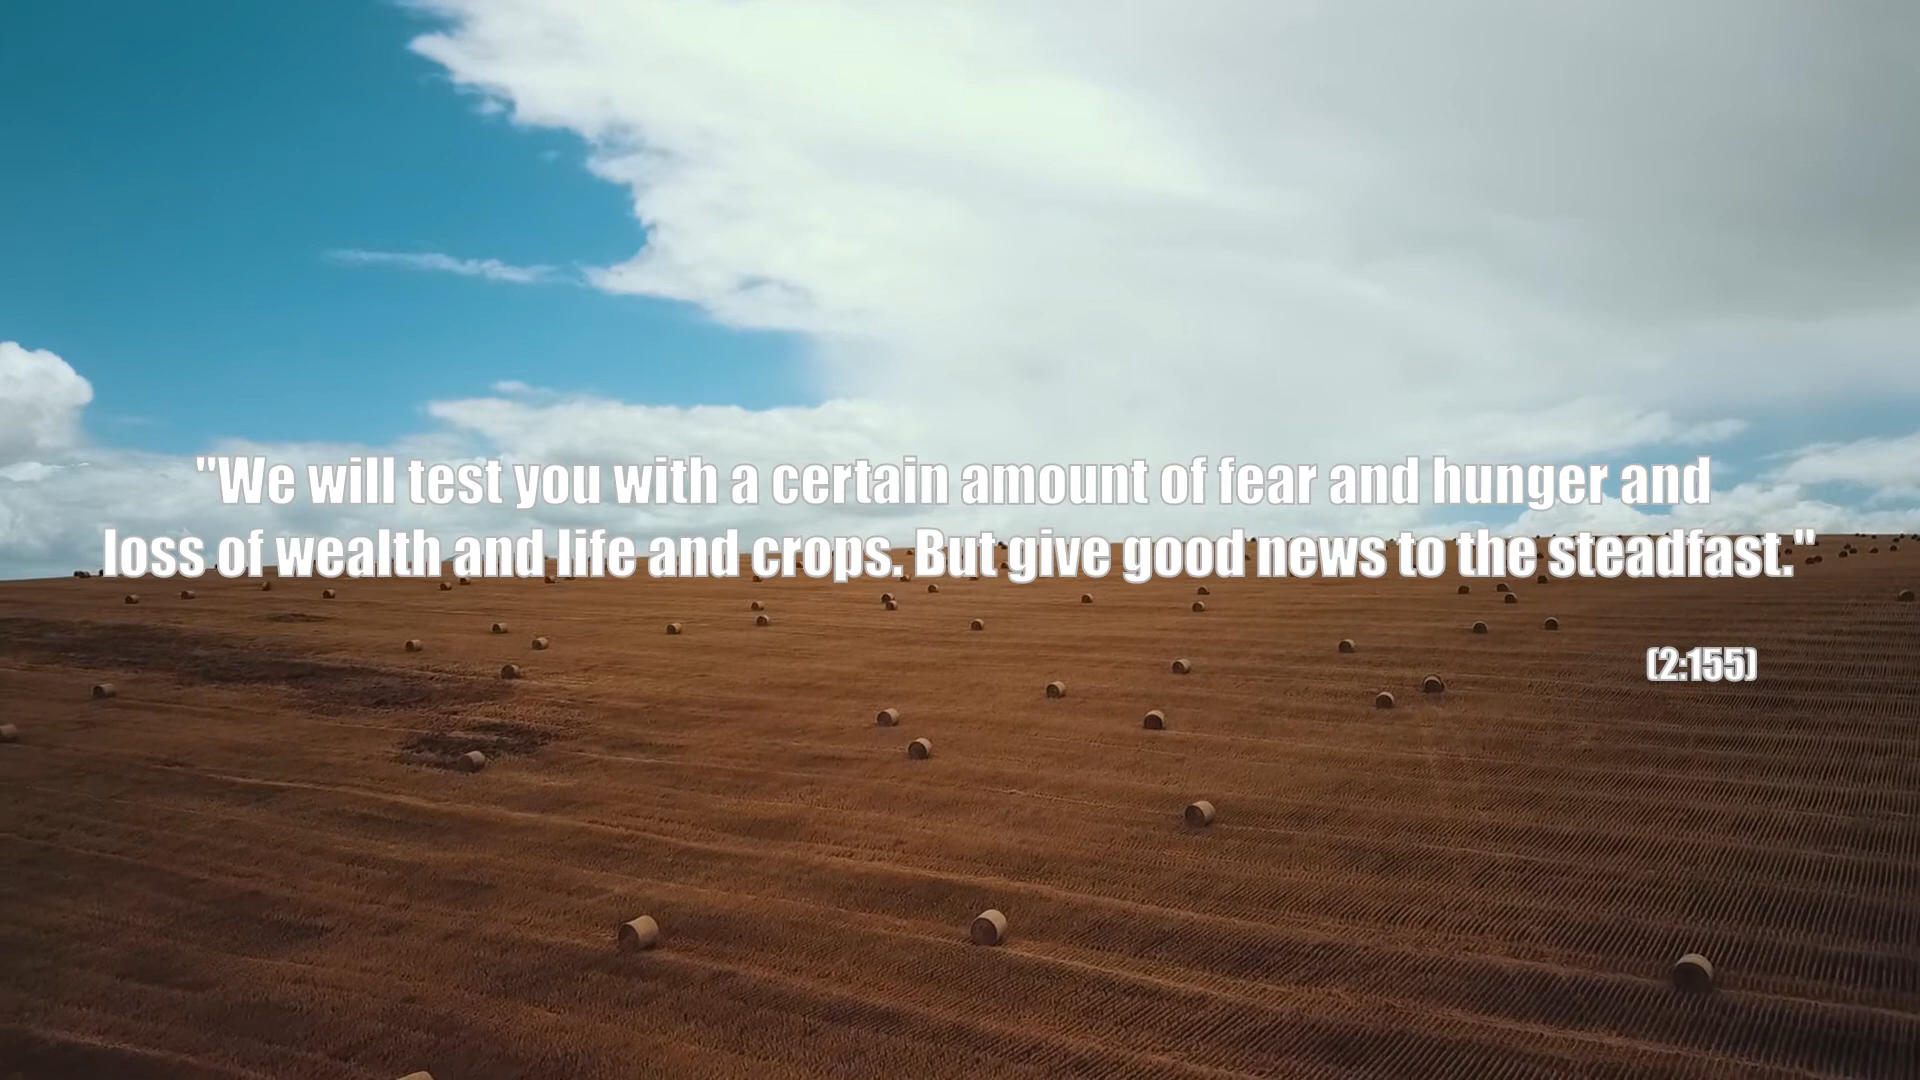 "We will test you with a certain amount of fear and hunger and
loss of wealth and life and crops. But give good news to the steadfast."
(2:155)